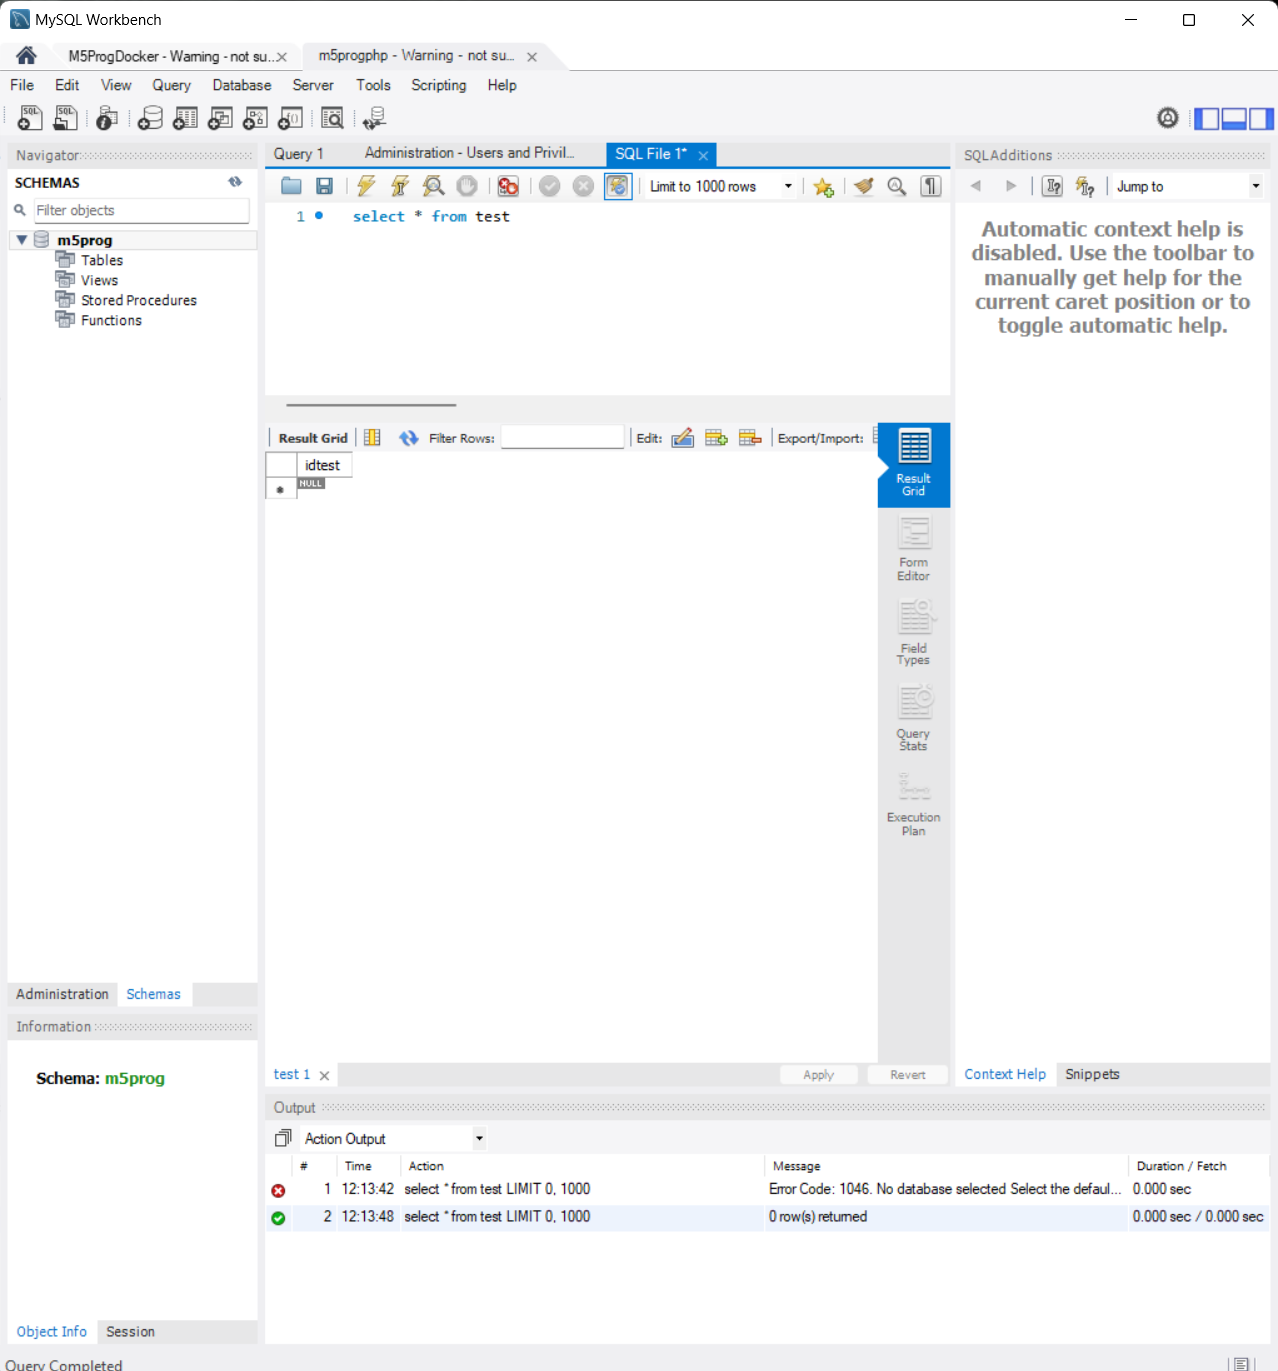 MySQL Workbench
M5ProgDocker - Warning - not su...
m5progphp - Warning - not su...
File Edit View Query Database Server Tools Scripting Help
Navigator
SCHEMAS
Filter objects
m5prog
Tables
Views
Stored Procedures
Functions
Administration Schemas
Information
Schema: m5prog
Object Info Session
Query Completed
Query 1 Administration - Users and Privil... SQL File 1*
Limit to 1000 rows
1 select * from test
Result Grid Filter Rows: Edit: Export/Import:
idtest
NULL
Result
Grid
Form
Editor
Field
Types
Query
Stats
Execution
Plan
test 1 Apply Revert
SQLAdditions
Jump to
Automatic context help is
disabled. Use the toolbar to
manually get help for the
current caret position or to
toggle automatic help.
Context Help Snippets
Output
Action Output
# Time Action Message Duration / Fetch
1 12:13:42 select * from test LIMIT 0, 1000 Error Code: 1046. No database selected Select the defaul... 0.000 sec
2 12:13:48 select * from test LIMIT 0, 1000 0 row(s) returned 0.000 sec / 0.000 sec